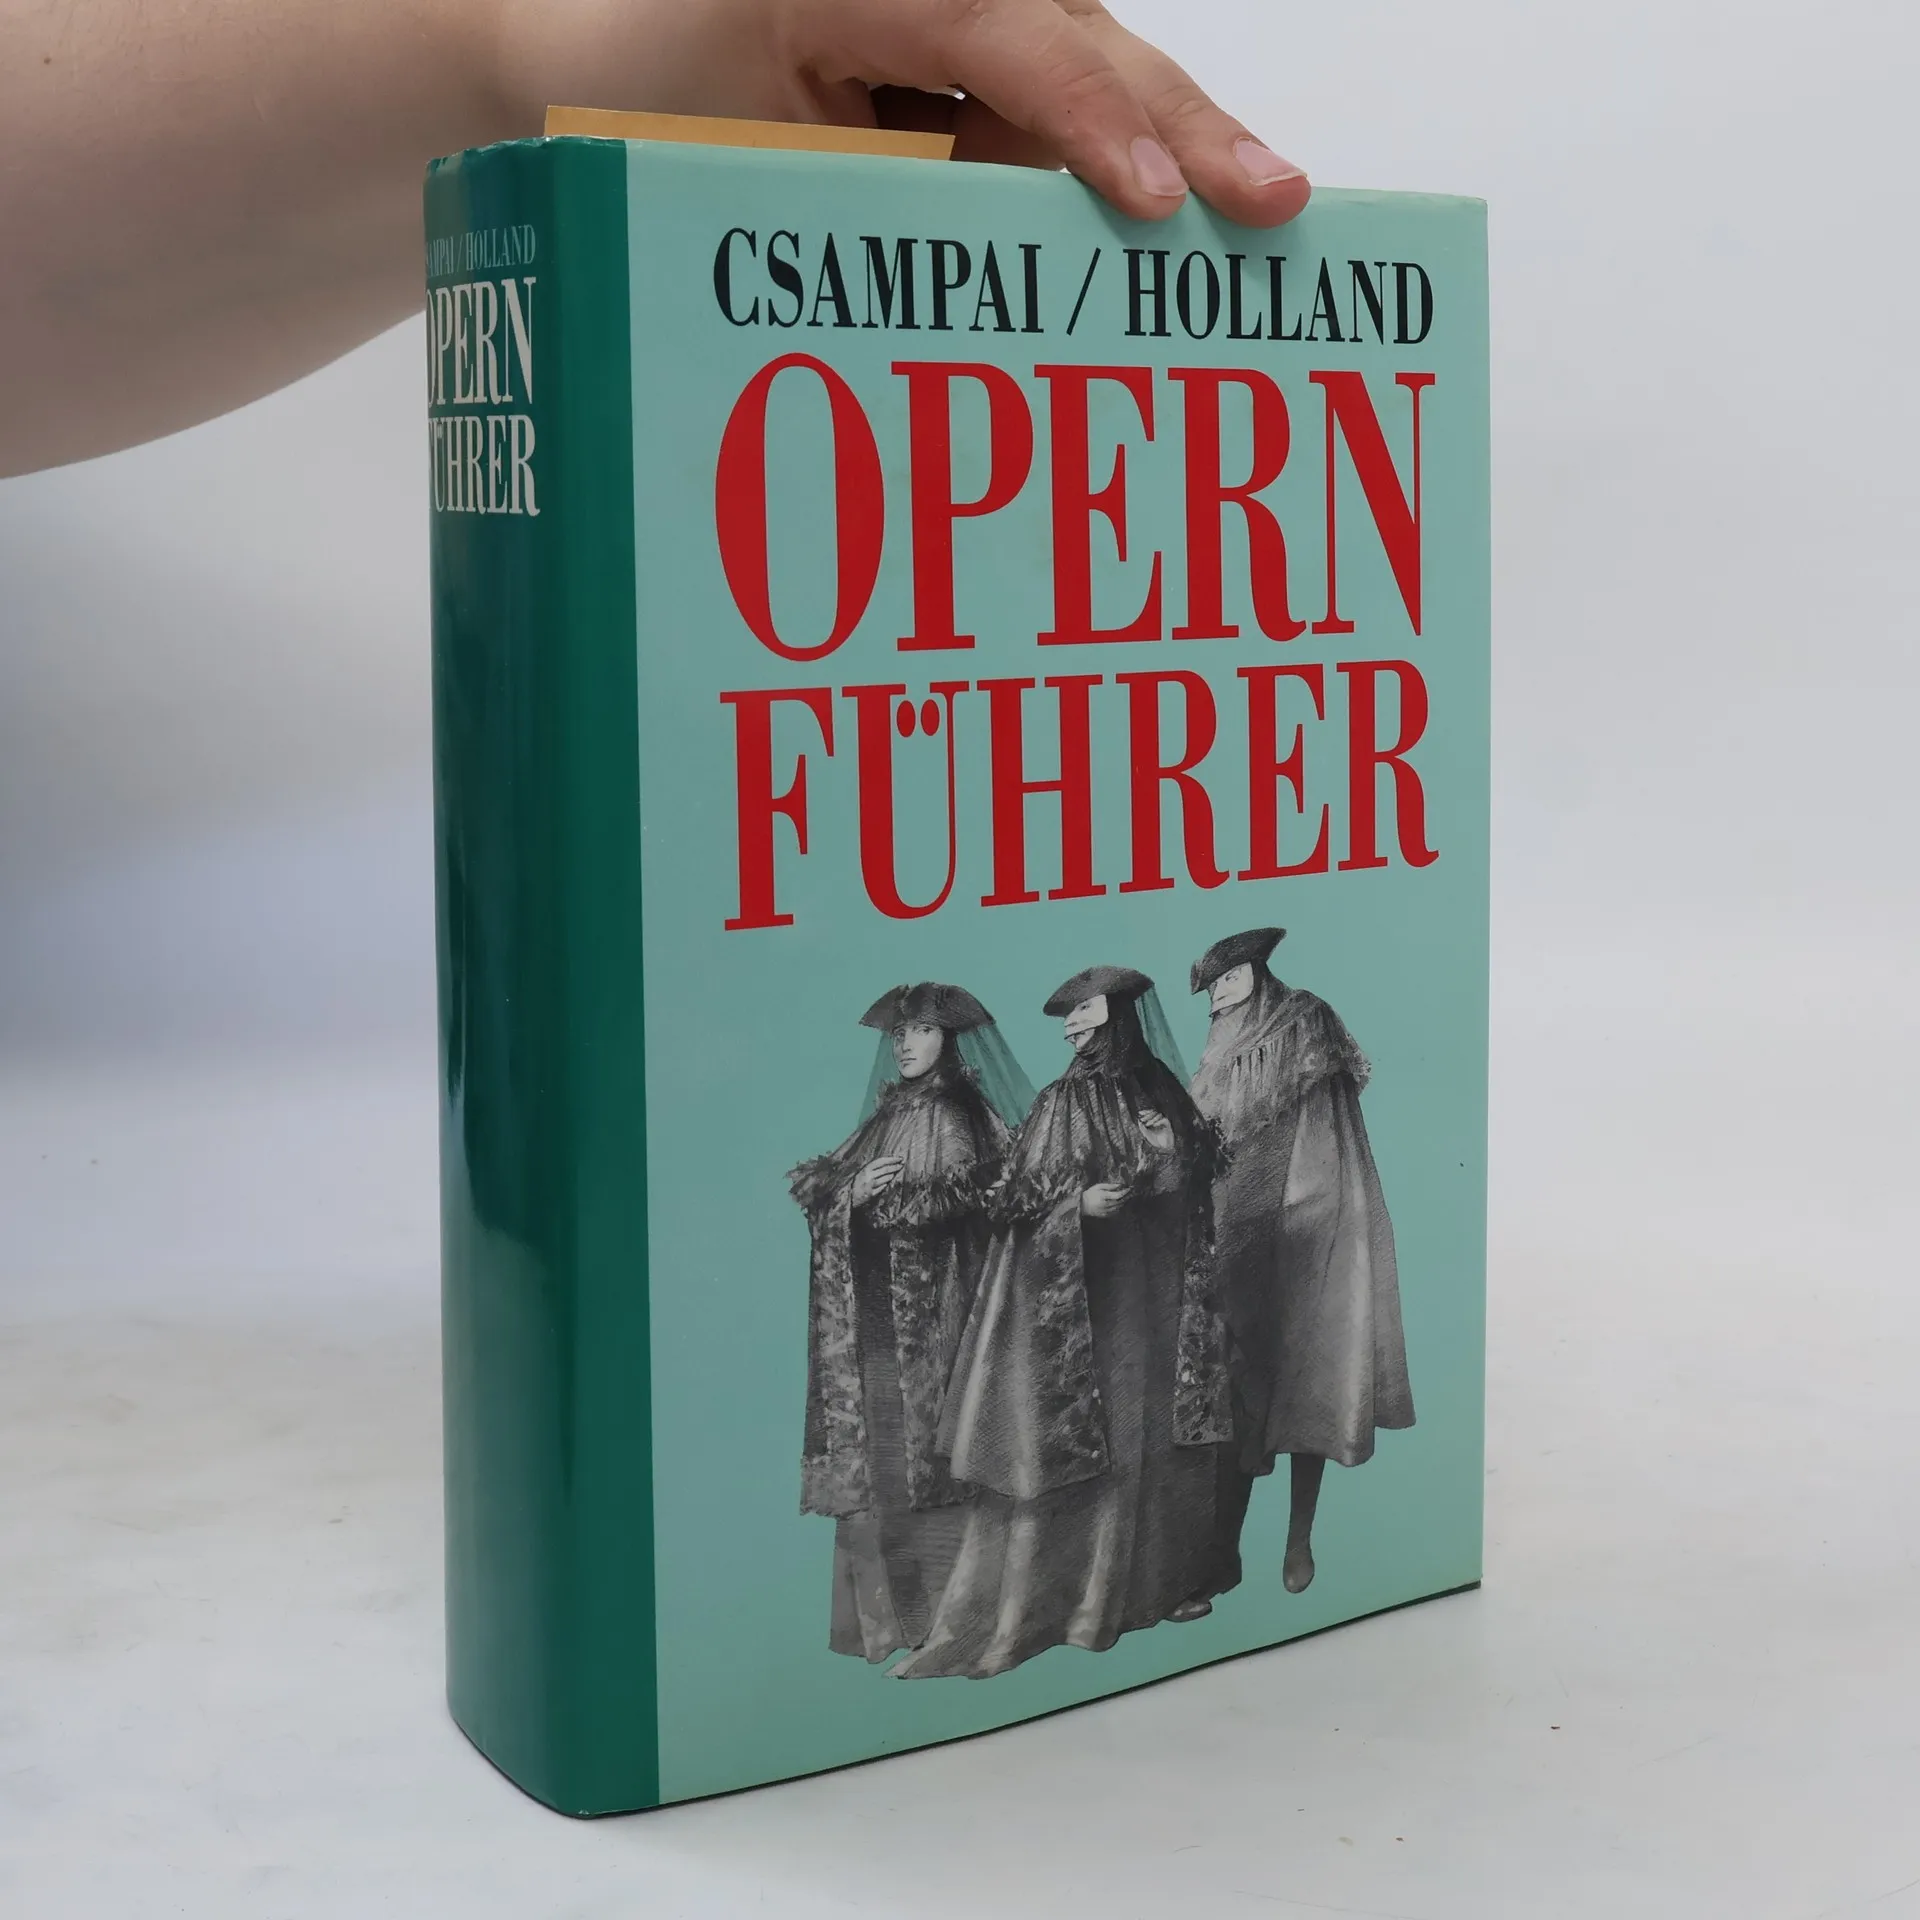 CSAMPAI / HOLLAND
OPERN
FÜHRER
CSAMPAI / HOLLAND
OPERN
FÜHRER